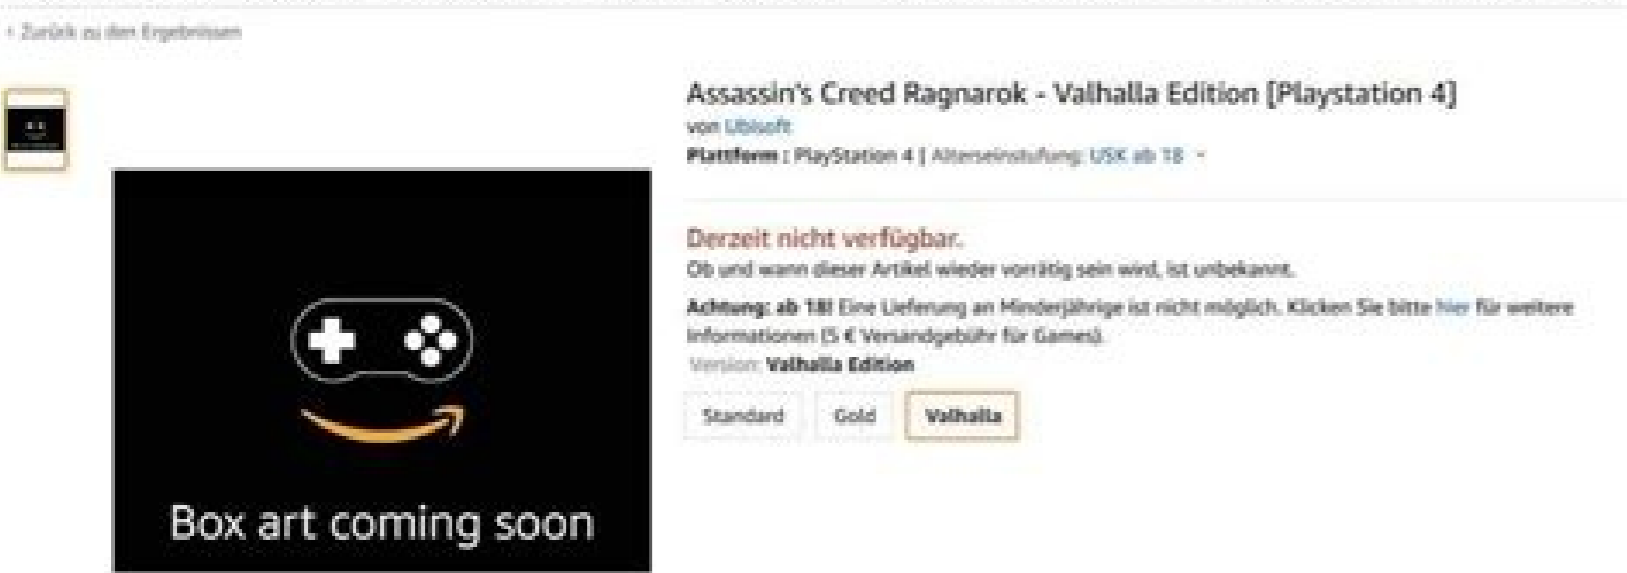 ‹ Zurück zu den Ergebnissen
Assassin's Creed Ragnarok - Valhalla Edition [Playstation 4]
von Ubisoft
Plattform : PlayStation 4 | Alterseinstufung: USK ab 18
Derzeit nicht verfügbar.
Ob und wann dieser Artikel wieder vorrätig sein wird, ist unbekannt.
Achtung: ab 18! Eine Lieferung an Minderjährige ist nicht möglich. Klicken Sie bitte hier für weitere
Informationen (5 € Versandgebühr für Games).
Version: Valhalla Edition
Standard
Gold
Valhalla
Box art coming soon